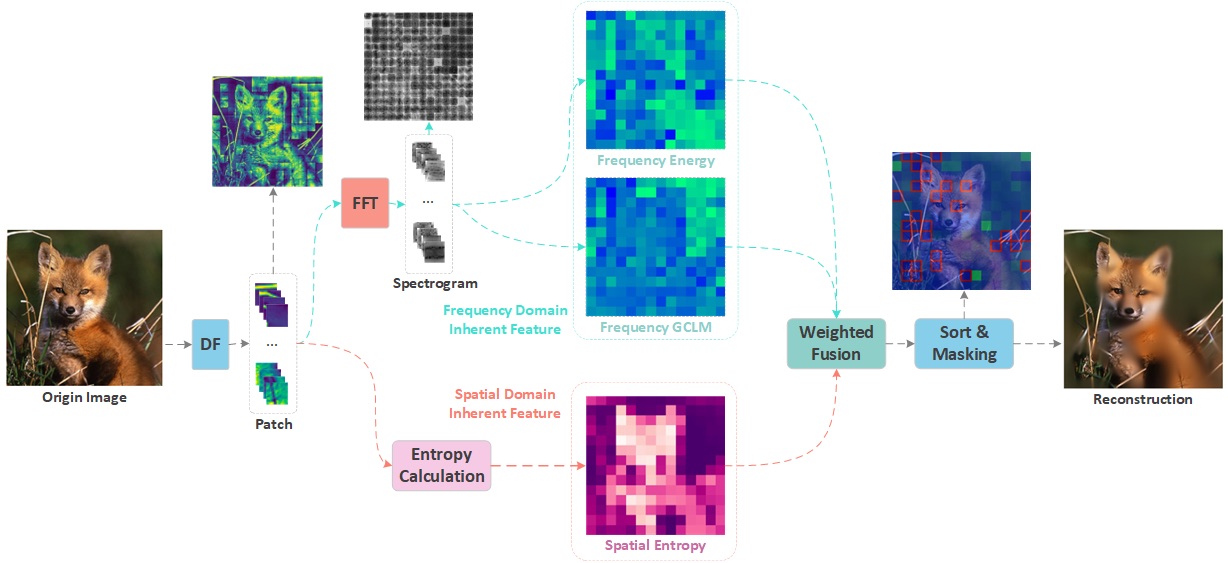 Origin Image
DF
Patch
FFT
Spectrogram
Frequency Domain
Inherent Feature
Frequency Energy
Frequency GCLM
Spatial Domain
Inherent Feature
Entropy
Calculation
Spatial Entropy
Weighted
Fusion
Sort &
Masking
Reconstruction